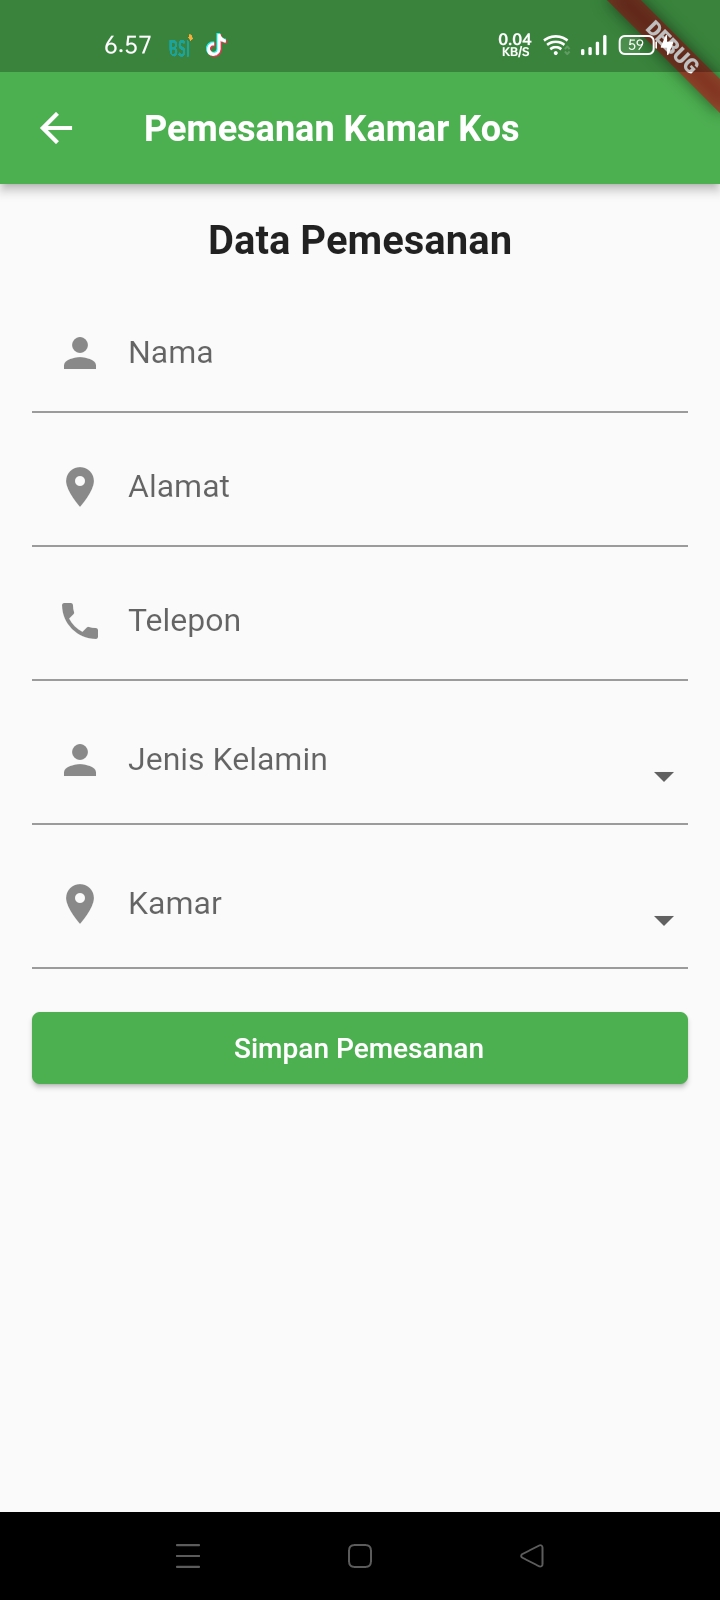 6.57 BSI 0.04 KB/S 59
DEBUG
Pemesanan Kamar Kos
Data Pemesanan
Nama
Alamat
Telepon
Jenis Kelamin
Kamar
Simpan Pemesanan